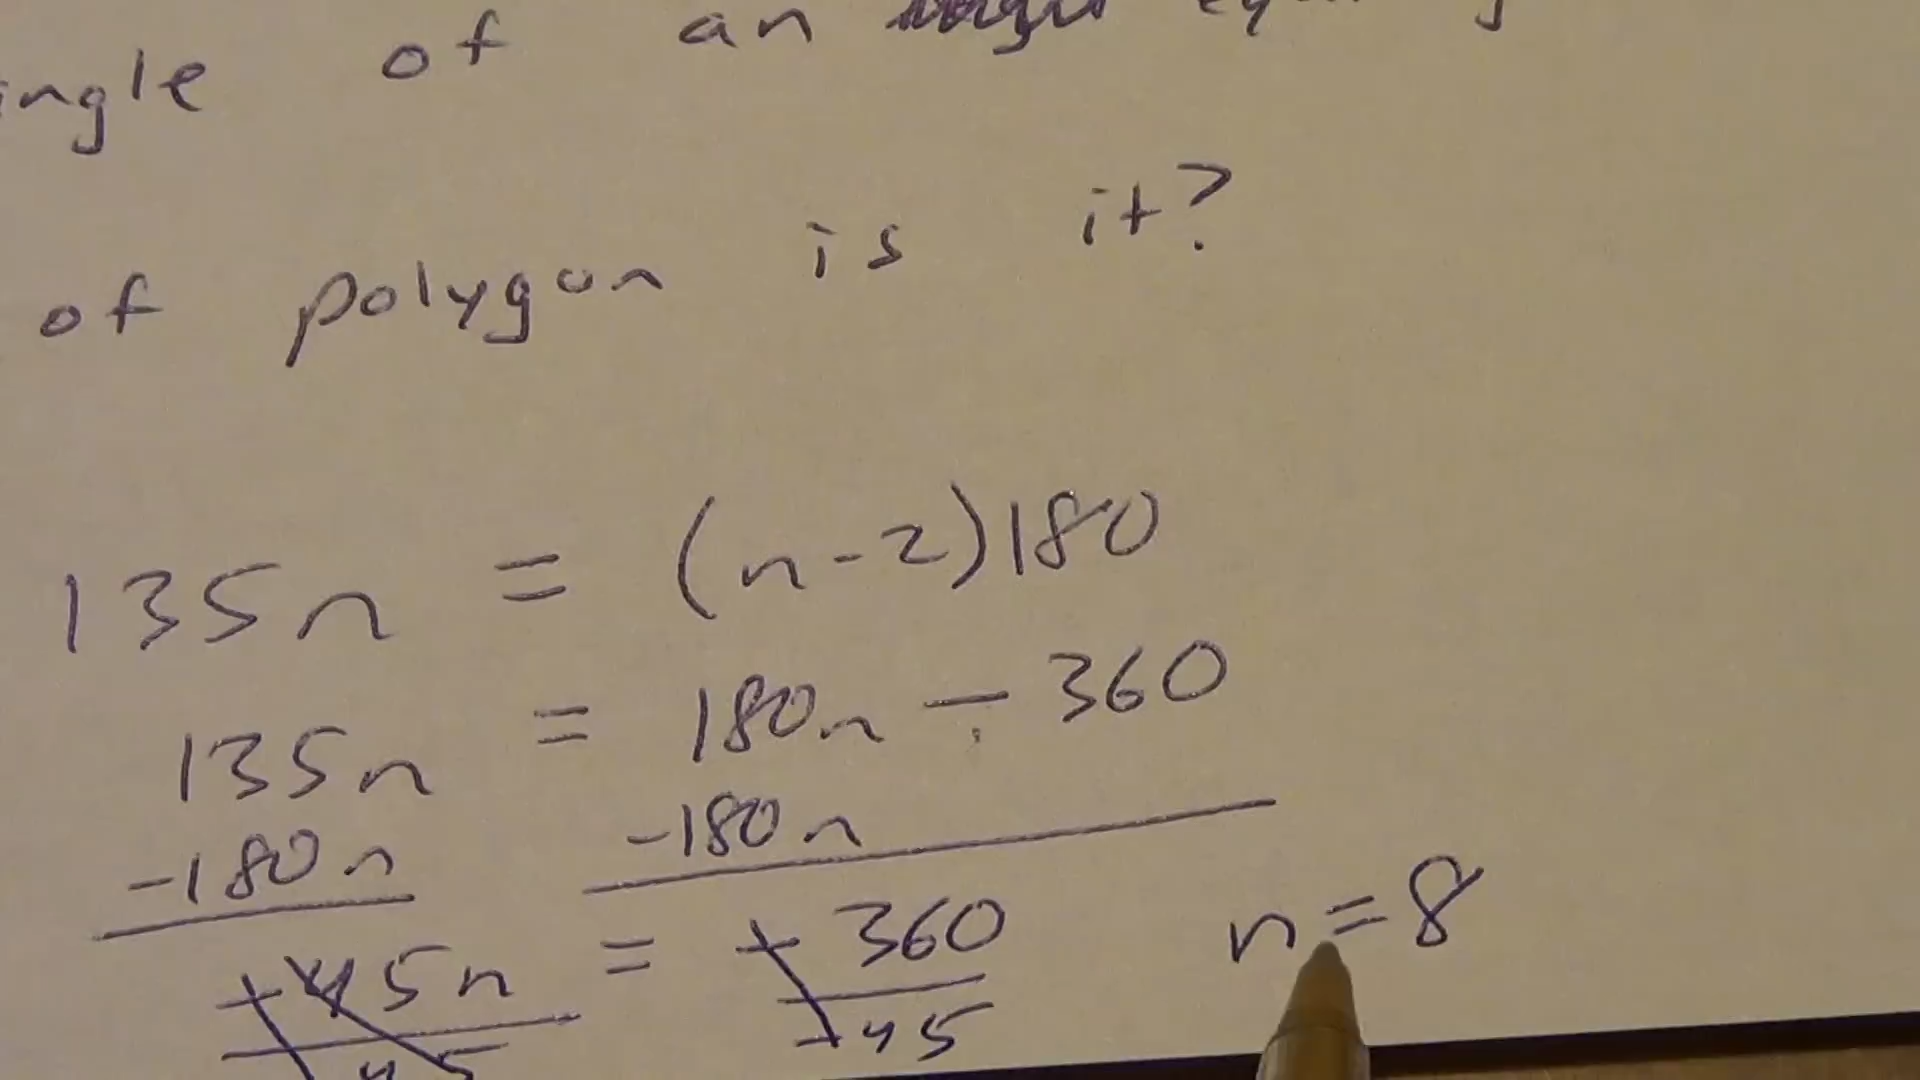 angle of an
of polygon is it?
135n = (n-2)180
135n = 180n - 360
-180n -180n
-45n = -360 n=8
-45 -45